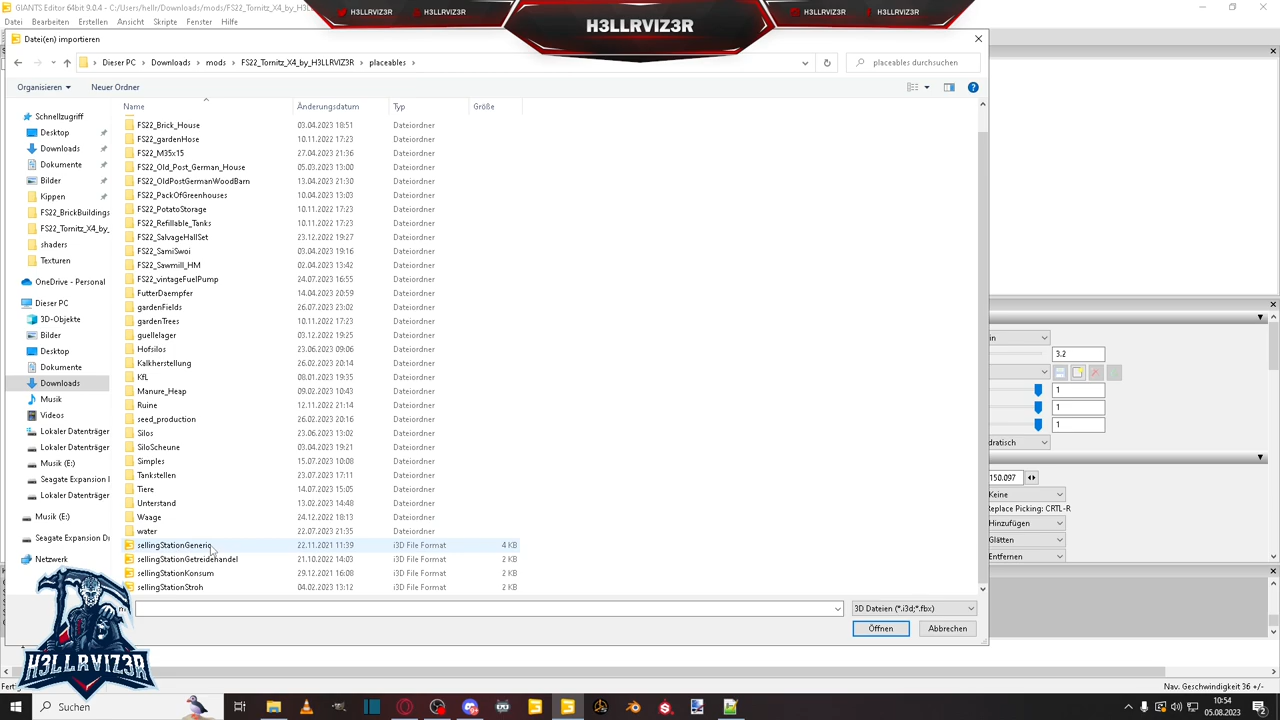 GIANTS Editor 64bit 9.0.4 - C:/Users/hellr/Downloads/mods/FS22_Tornitz_X4_by_H3LLRVIZ3R
Datei Bearbeiten Erstellen Ansicht Skripte Fenster Hilfe
H3LLRVIZ3R H3LLRVIZ3R H3LLRVIZ3R H3LLRVIZ3R H3LLRVIZ3R
Datei(en) importieren
Dieser PC > Downloads > mods > FS22_Tornitz_X4_by_H3LLRVIZ3R > placeables >
placeables durchsuchen
Organisieren Neuer Ordner
Name Änderungsdatum Typ Größe
Schnellzugriff
Desktop
Downloads
Dokumente
Bilder
Kippen
FS22_BrickBuildings
FS22_Tornitz_X4_by_
shaders
Texturen
OneDrive - Personal
Dieser PC
3D-Objekte
Bilder
Desktop
Dokumente
Downloads
Musik
Videos
Lokaler Datenträger
Lokaler Datenträger
Musik (E:)
Seagate Expansion I
Lokaler Datenträger
Musik (E:)
Seagate Expansion Dr
Netzwerk
FS22_Brick_House 03.04.2023 18:51 Dateiordner
FS22_gardenHose 10.11.2022 17:23 Dateiordner
FS22_M35x15 27.04.2023 21:36 Dateiordner
FS22_Old_Post_German_House 05.03.2023 13:00 Dateiordner
FS22_OldPostGermanWoodBarn 13.04.2023 21:30 Dateiordner
FS22_PackOfGreenhouses 10.04.2023 13:03 Dateiordner
FS22_PotatoStorage 10.11.2022 17:23 Dateiordner
FS22_Refillable_Tanks 10.11.2022 17:23 Dateiordner
FS22_SalvageHallSet 23.12.2022 19:27 Dateiordner
FS22_SamiSwoi 03.04.2023 19:16 Dateiordner
FS22_Sawmill_HM 02.04.2023 13:42 Dateiordner
FS22_vintageFuelPump 24.07.2023 16:55 Dateiordner
FutterDaempfer 14.04.2023 20:59 Dateiordner
gardenFields 26.07.2023 23:02 Dateiordner
gardenTrees 10.11.2022 17:23 Dateiordner
guellelager 03.12.2022 19:25 Dateiordner
Hofsilos 23.06.2023 09:06 Dateiordner
Kalkherstellung 26.02.2023 20:14 Dateiordner
KfL 08.01.2023 19:35 Dateiordner
Manure_Heap 09.02.2023 10:43 Dateiordner
Ruine 12.11.2022 21:14 Dateiordner
seed_production 26.02.2023 20:16 Dateiordner
Silos 23.06.2023 13:02 Dateiordner
SiloScheune 03.04.2023 19:21 Dateiordner
Simples 15.07.2023 10:08 Dateiordner
Tankstellen 23.07.2023 17:11 Dateiordner
Tiere 14.07.2023 15:05 Dateiordner
Unterstand 13.02.2023 14:48 Dateiordner
Waage 24.12.2022 18:13 Dateiordner
water 22.07.2023 21:35 Dateiordner
sellingStationGeneric 22.11.2021 11:39 i3D File Format 4 KB
sellingStationGetreidehandel 21.10.2022 14:03 i3D File Format 2 KB
sellingStationKonsum 29.12.2021 16:08 i3D File Format 2 KB
sellingStationStroh 04.02.2023 13:12 i3D File Format 2 KB
3D Dateien (*.i3d;*.fbx)
Öffnen Abbrechen
3.2
1
1
1
dratisch
150.097
Keine
Replace Picking: CRTL-R
Hinzufügen
Glätten
Entfernen
Nav. Geschwindigkeit 36 +/-
H3LLRVIZ3R
Suchen
10:54
05.08.2023